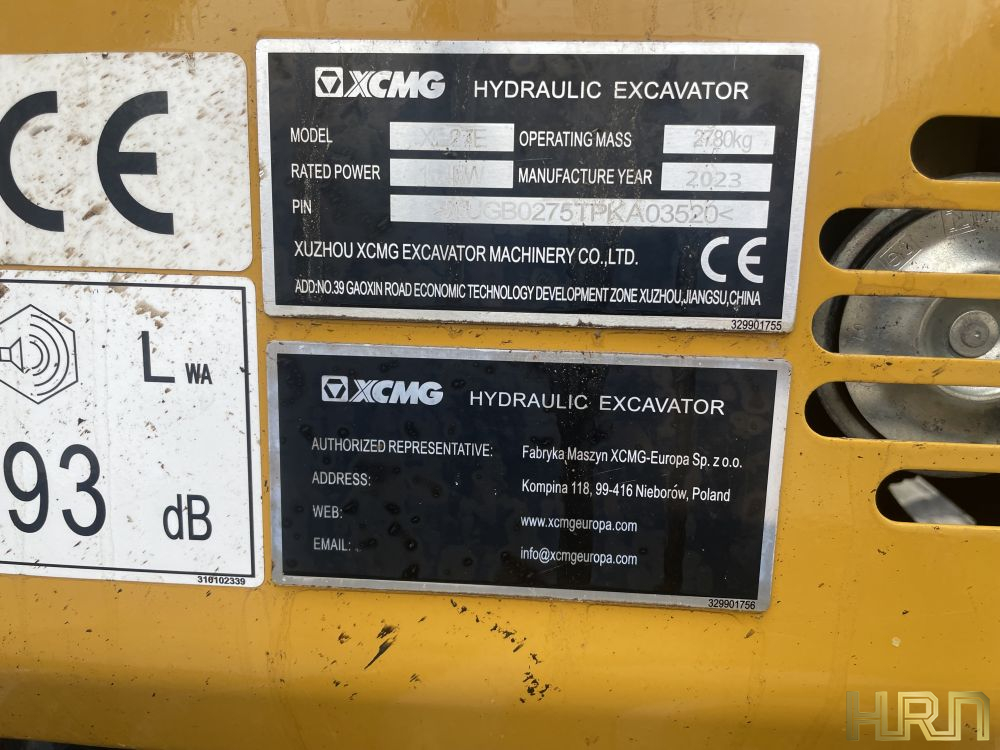 CE
XCMG HYDRAULIC EXCAVATOR
MODEL OPERATING MASS 2780kg
RATED POWER MANUFACTURE YEAR 2023
PIN
XUZHOU XCMG EXCAVATOR MACHINERY CO.,LTD.
CE
ADD:NO.39 GAOXIN ROAD ECONOMIC TECHNOLOGY DEVELOPMENT ZONE XUZHOU,JIANGSU,CHINA
329901755
LWA
93 dB
316102339
XCMG HYDRAULIC EXCAVATOR
AUTHORIZED REPRESENTATIVE: Fabryka Maszyn XCMG-Europa Sp. z o.o.
ADDRESS: Kompina 118, 99-416 Nieborów, Poland
WEB: www.xcmgeuropa.com
EMAIL: info@xcmgeuropa.com
329901756
HRN